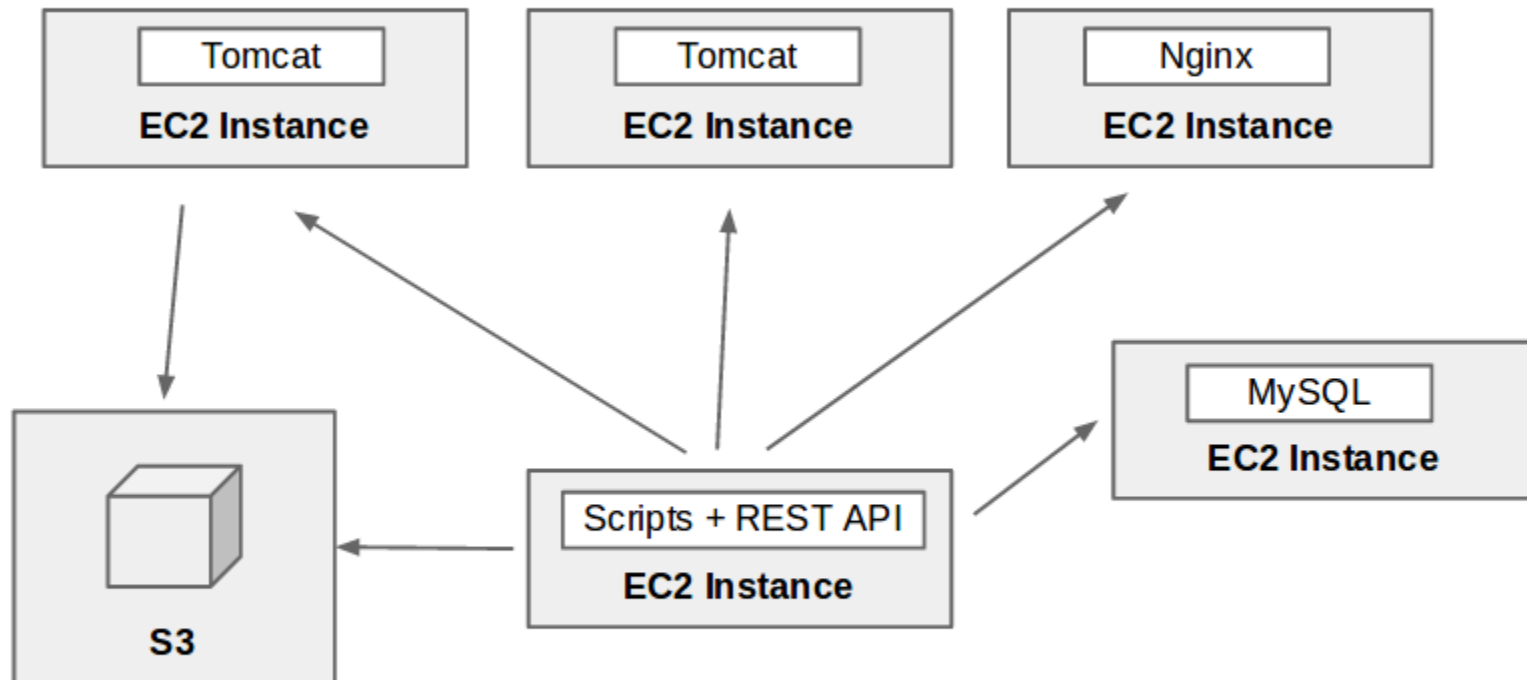 Tomcat
EC2 Instance
Tomcat
EC2 Instance
Nginx
EC2 Instance
MySQL
EC2 Instance
Scripts + REST API
EC2 Instance
S3